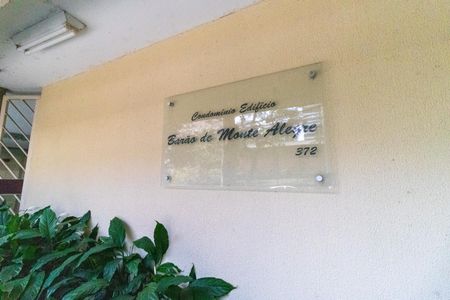 Condomínio Edifício
Barão de Monte Alegre
372